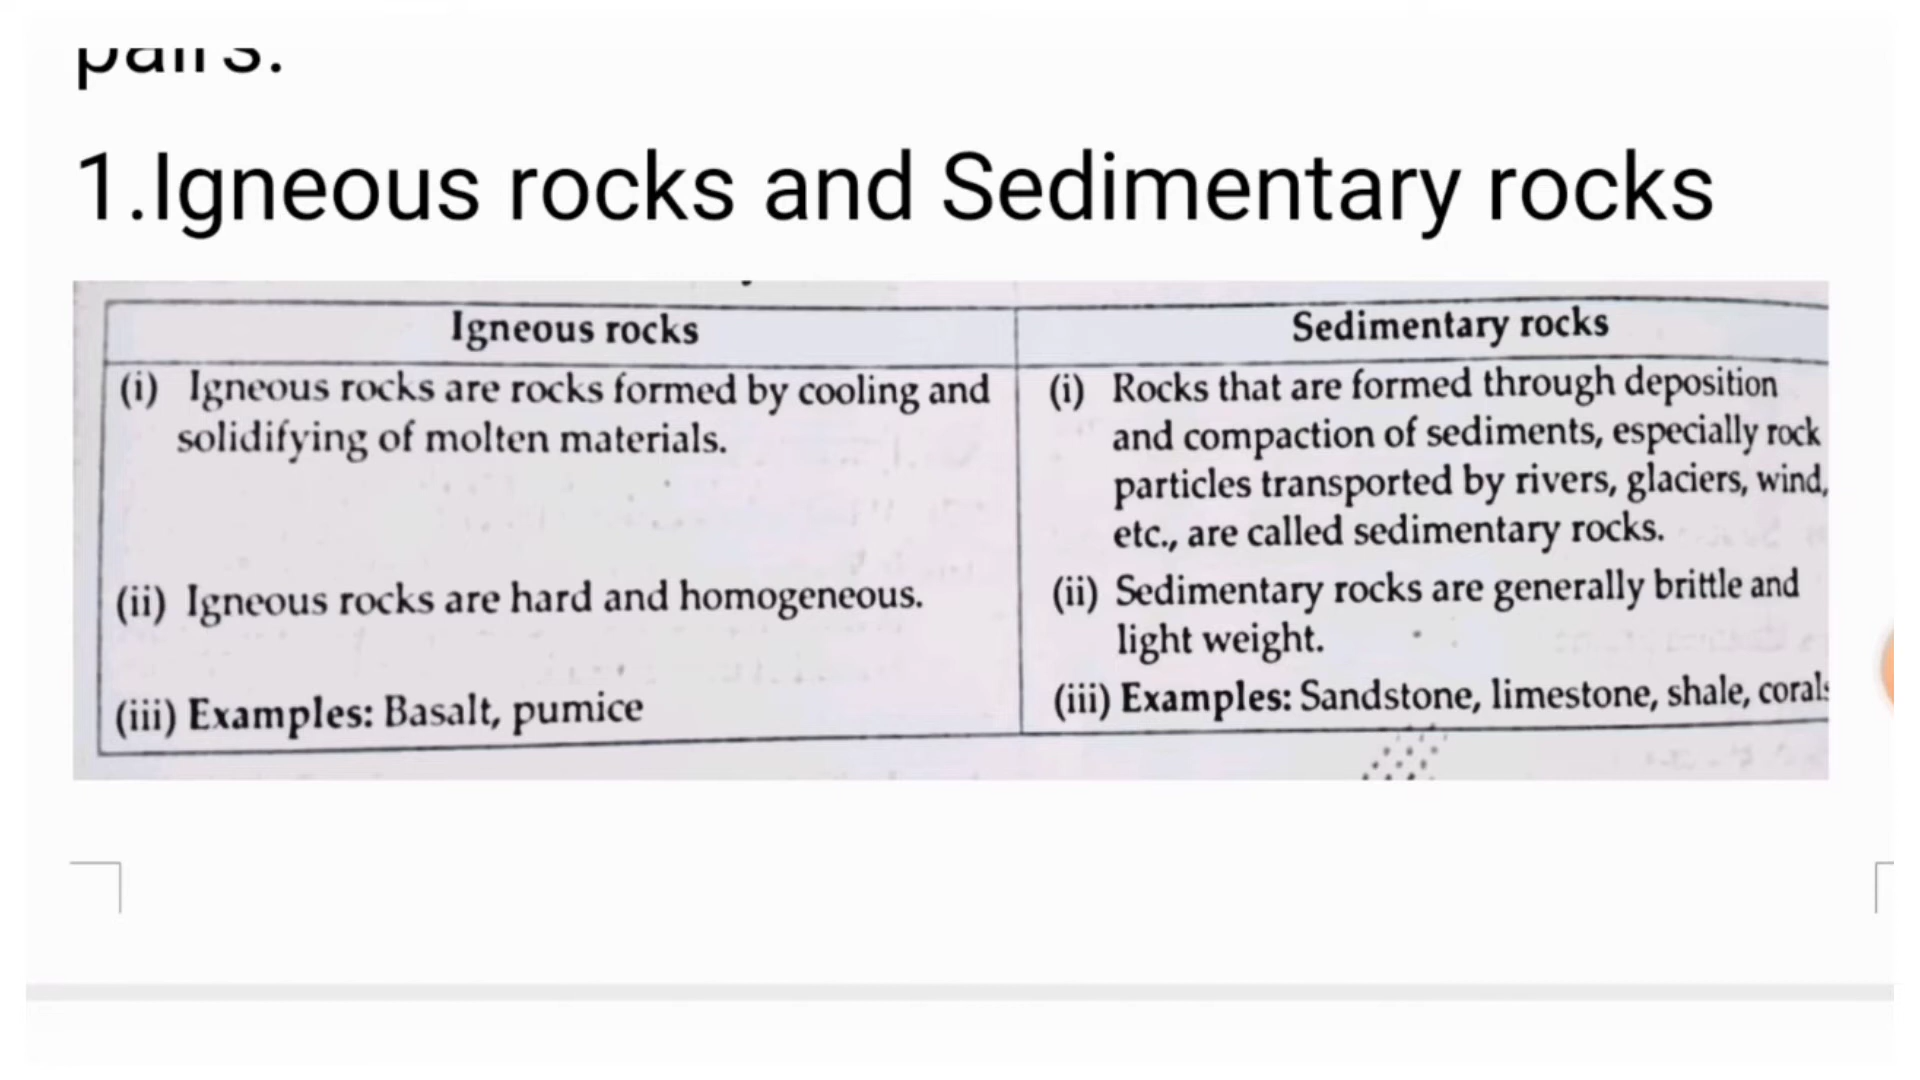 pairs.
1.Igneous rocks and Sedimentary rocks
Igneous rocks
(i) Igneous rocks are rocks formed by cooling and
solidifying of molten materials.
(ii) Igneous rocks are hard and homogeneous.
(iii) Examples: Basalt, pumice
Sedimentary rocks
(i) Rocks that are formed through deposition
and compaction of sediments, especially rock
particles transported by rivers, glaciers, wind,
etc., are called sedimentary rocks.
(ii) Sedimentary rocks are generally brittle and
light weight.
(iii) Examples: Sandstone, limestone, shale, corals